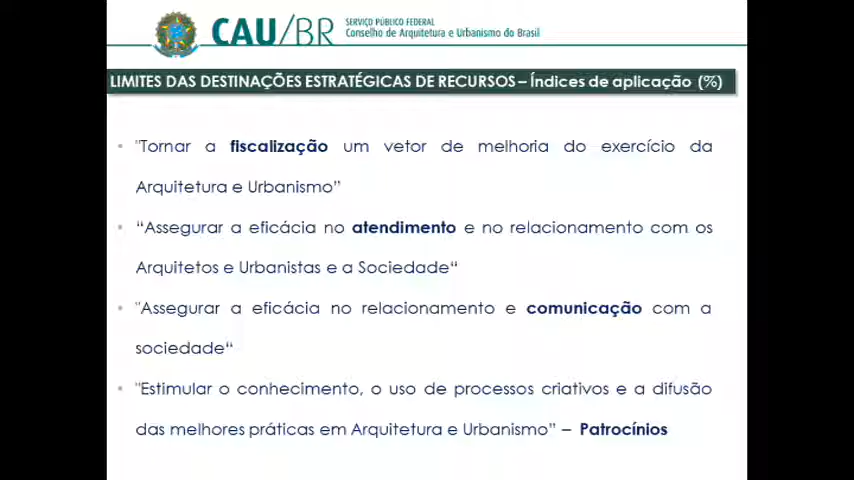 CAU/BR
SERVIÇO PÚBLICO FEDERAL
Conselho de Arquitetura e Urbanismo do Brasil
LIMITES DAS DESTINAÇÕES ESTRATÉGICAS DE RECURSOS – Índices de aplicação (%)
• "Tornar a fiscalização um vetor de melhoria do exercício da
Arquitetura e Urbanismo”
• “Assegurar a eficácia no atendimento e no relacionamento com os
Arquitetos e Urbanistas e a Sociedade“
• "Assegurar a eficácia no relacionamento e comunicação com a
sociedade“
• "Estimular o conhecimento, o uso de processos criativos e a difusão
das melhores práticas em Arquitetura e Urbanismo” – Patrocínios